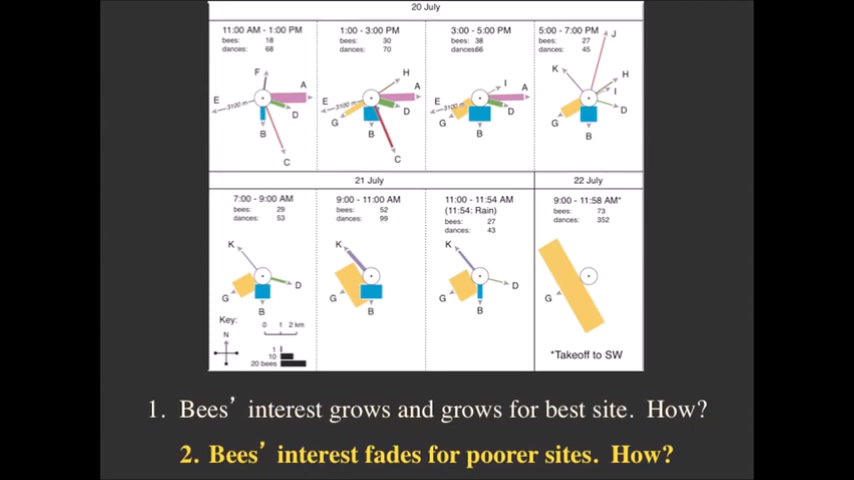 20 July
11:00 AM - 1:00 PM
bees: 18
dances: 68
F
A
E
3100 m
D
B
C
1:00 - 3:00 PM
bees: 30
dances: 70
H
A
E
3100 m
D
G
B
C
3:00 - 5:00 PM
bees: 38
dances66
I
A
E
3100 m
D
G
B
5:00 - 7:00 PM
bees: 27
dances: 45
J
K
H
I
D
G
B
21 July
22 July
7:00 - 9:00 AM
bees: 29
dances: 53
K
D
G
B
Key:
N
0 1 2 km
1
10
20 bees
9:00 - 11:00 AM
bees: 52
dances: 99
K
G
B
11:00 - 11:54 AM
(11:54: Rain)
bees: 27
dances: 43
K
D
G
B
9:00 - 11:58 AM*
bees: 73
dances: 352
G
*Takeoff to SW
1. Bees’ interest grows and grows for best site. How?
2. Bees’ interest fades for poorer sites. How?